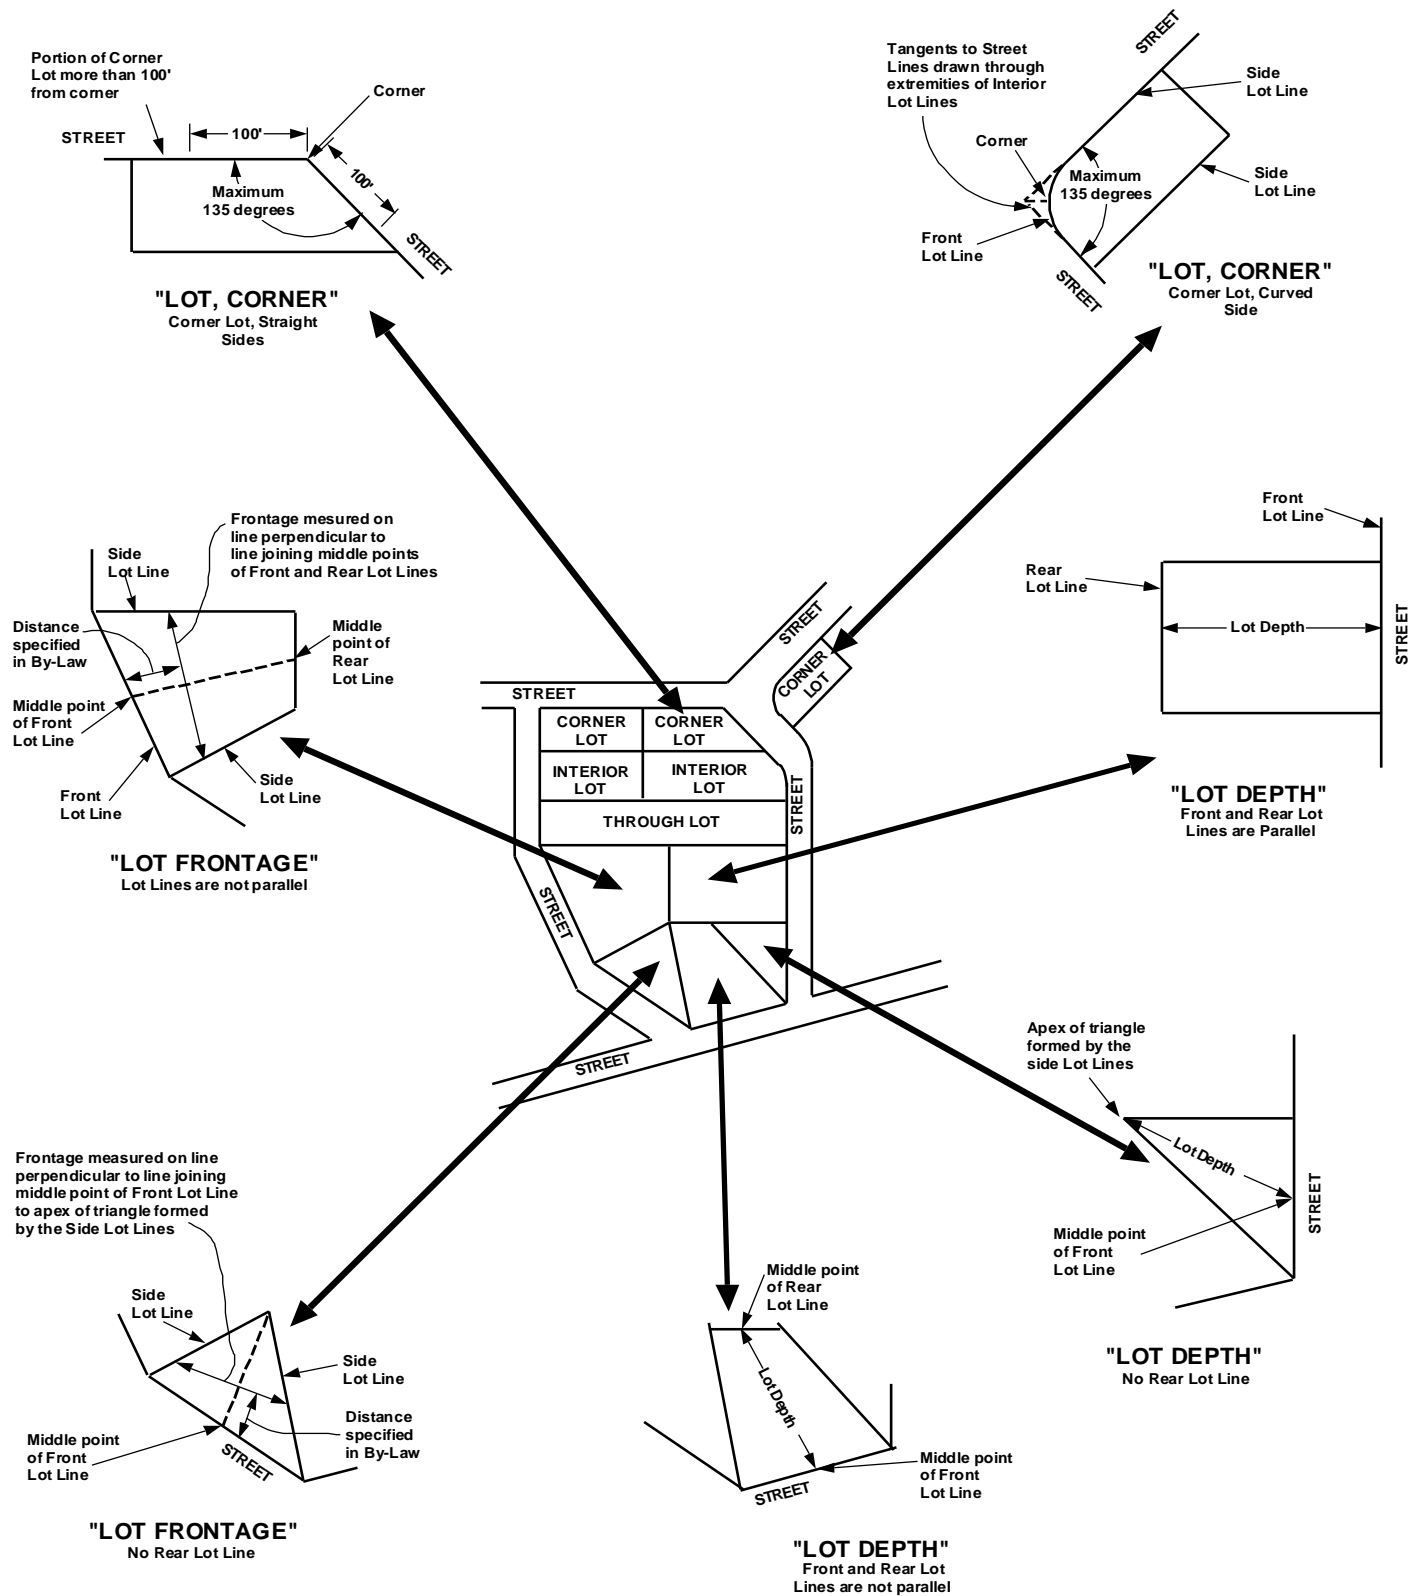 Portion of Corner
Lot more than 100'
from corner
Corner
STREET
100'
100'
Maximum
135 degrees
STREET
"LOT, CORNER"
Corner Lot, Straight
Sides
STREET
Tangents to Street
Lines drawn through
extremities of Interior
Lot Lines
Side
Lot Line
Corner
Maximum
135 degrees
Side
Lot Line
Front
Lot Line
STREET
"LOT, CORNER"
Corner Lot, Curved
Side
Frontage mesured on
line perpendicular to
line joining middle points
of Front and Rear Lot Lines
Side
Lot Line
Distance
specified
in By-Law
Middle
point of
Rear
Lot Line
Middle point
of Front
Lot Line
Front
Lot Line
Side
Lot Line
"LOT FRONTAGE"
Lot Lines are not parallel
Front
Lot Line
Rear
Lot Line
Lot Depth
STREET
"LOT DEPTH"
Front and Rear Lot
Lines are Parallel
STREET
STREET
CORNER
LOT
CORNER
LOT
CORNER
LOT
INTERIOR
LOT
INTERIOR
LOT
STREET
THROUGH LOT
STREET
STREET
Apex of triangle
formed by the
side Lot Lines
Lot Depth
STREET
Middle point
of Front
Lot Line
"LOT DEPTH"
No Rear Lot Line
Frontage measured on line
perpendicular to line joining
middle point of Front Lot Line
to apex of triangle formed
by the Side Lot Lines
Side
Lot Line
Side
Lot Line
Distance
specified
in By-Law
Middle point
of Front
Lot Line
STREET
"LOT FRONTAGE"
No Rear Lot Line
Middle point
of Rear
Lot Line
Lot Depth
Middle point
of Front
Lot Line
STREET
"LOT DEPTH"
Front and Rear Lot
Lines are not parallel